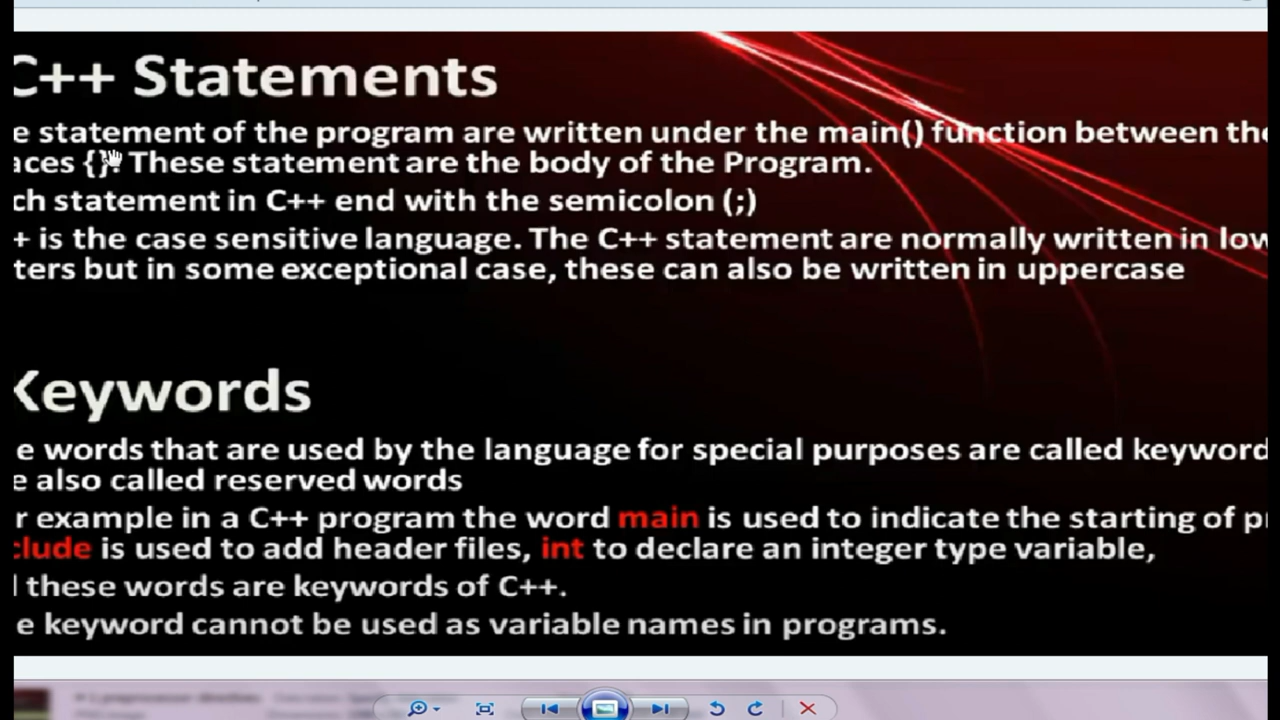 C++ Statements
e statement of the program are written under the main() function between the
aces {}. These statement are the body of the Program.
ch statement in C++ end with the semicolon (;)
+ is the case sensitive language. The C++ statement are normally written in low
ters but in some exceptional case, these can also be written in uppercase
Keywords
e words that are used by the language for special purposes are called keyword
e also called reserved words
r example in a C++ program the word main is used to indicate the starting of p
clude is used to add header files, int to declare an integer type variable,
l these words are keywords of C++.
e keyword cannot be used as variable names in programs.